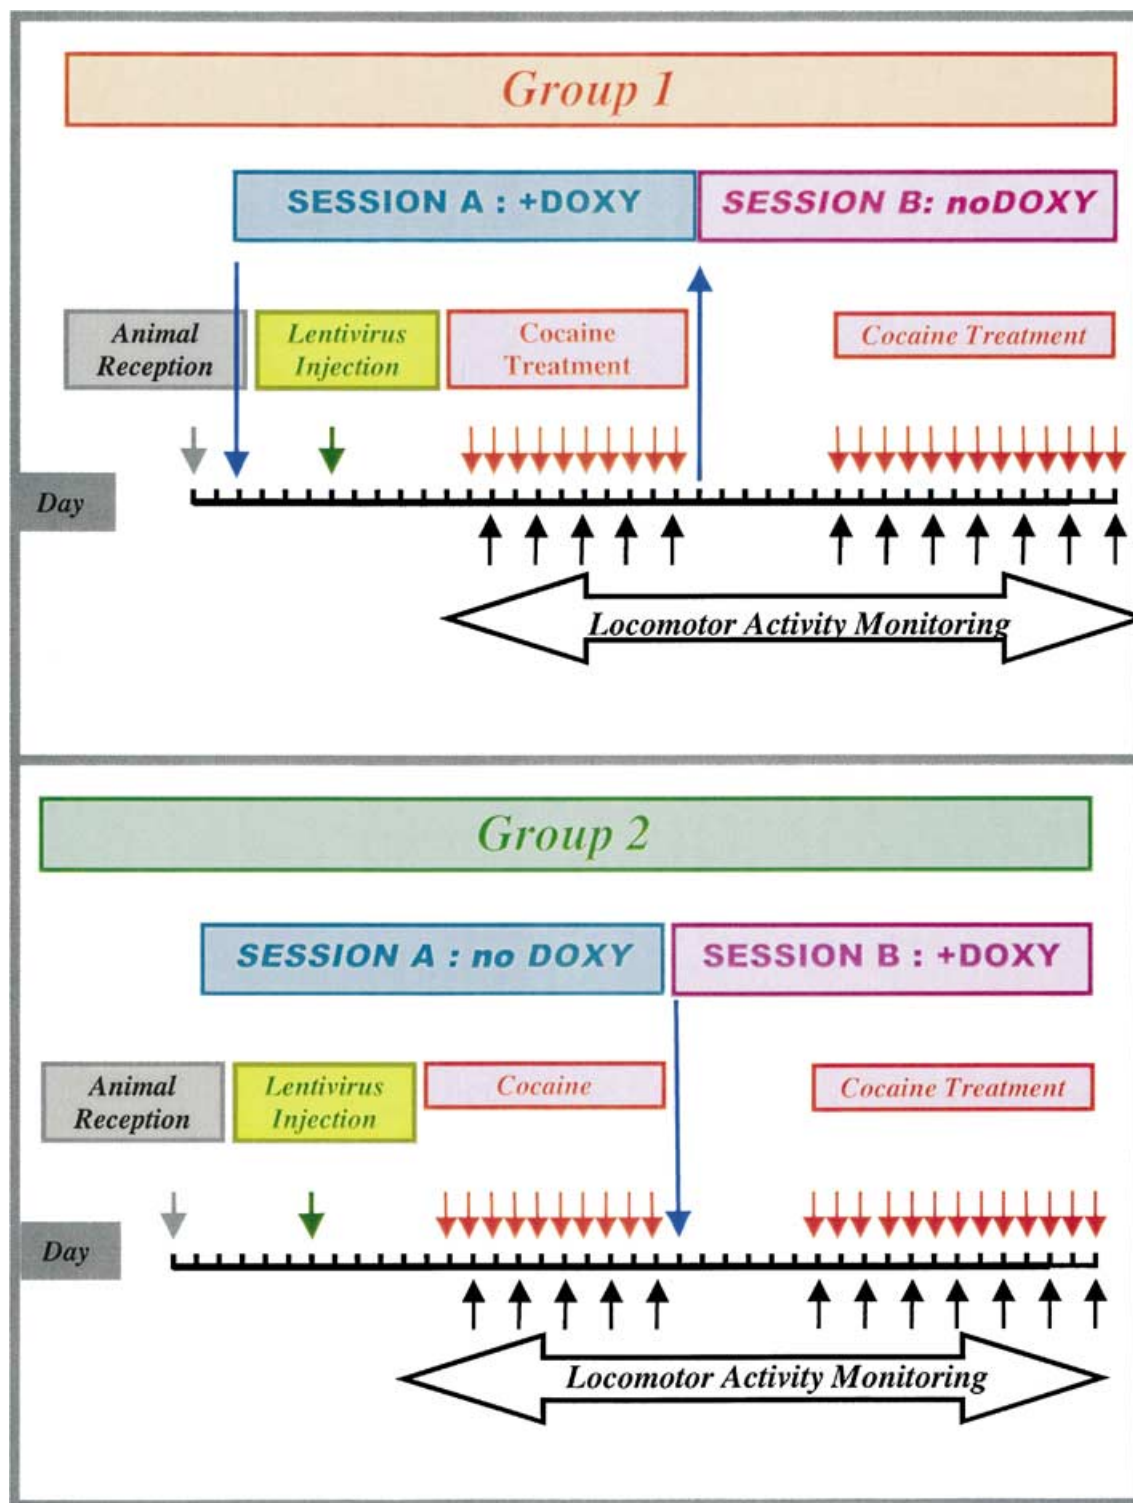 Group 1
SESSION A : +DOXY
SESSION B: noDOXY
Animal
Reception
Lentivirus
Injection
Cocaine
Treatment
Cocaine Treatment
Day
Locomotor Activity Monitoring
Group 2
SESSION A : no DOXY
SESSION B : +DOXY
Animal
Reception
Lentivirus
Injection
Cocaine
Cocaine Treatment
Day
Locomotor Activity Monitoring